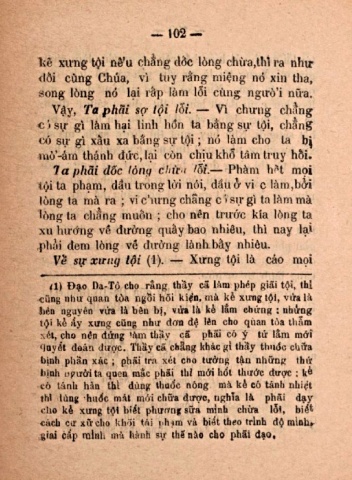 — 102 —
kẻ xưng tội nếu chẳng dốc lòng chừa, thì ra như
dối cùng Chúa, vì tuy rằng miệng nó xin tha,
song lòng nó lại rắp làm lỗi cùng người nữa.
Vậy, Ta phải sợ tội lỗi. — Vì chưng chẳng
có sự gì làm hại linh hồn ta bằng sự tội, chẳng
có sự gì xấu xa bằng sự tội ; nó làm cho ta bị
mờ-ám thánh đức, lại còn chịu khổ tâm truy hối.
Ta phải dốc lòng chừa lỗi. — Phàm hết mọi
tội ta phạm, dầu trong lời nói, dầu ở việc làm, bởi
lòng ta mà ra ; vì chưng chẳng có sự gì ta làm mà
lòng ta chẳng muốn ; cho nên trước kia lòng ta
xu hướng về đường quấy bao nhiêu, thì nay lại
phải đem lòng về đường lành bấy nhiêu.
Về sự xưng tội (1). — Xưng tội là cáo mọi
(1) Đạo Da-Tô cho rằng, thầy cả làm phép giải tội, thì
cũng như quan tòa ngồi hỏi kiện, mà kẻ xưng tội, vừa là
bên nguyên vừa là bên bị, vừa là kẻ làm chứng ; những
tội kể ấy xưng cũng như đơn đệ lên cho quan tòa thẩm
xét, cho nên đứng làm thầy cả phải có ý tứ lắm mới
quyết đoán được. Thầy cả chẳng khác gì thầy thuốc chữa
bịnh phần xác ; phải tra xét cho tường tận những thứ
bịnh người ta quen mắc phải thì mới hốt thuốc được ; kẻ
có tánh hàn thì dùng thuốc nóng mà kẻ có tánh nhiệt
thì dùng thuốc mát mới chữa được, nghĩa là phải dạy
cho kẻ xưng tội biết phương sửa mình chừa lỗi, biết
cách cư xử cho khỏi tái phạm và biết theo trình độ mình,
giai cấp mình mà hành sự thế nào cho phải đạo.